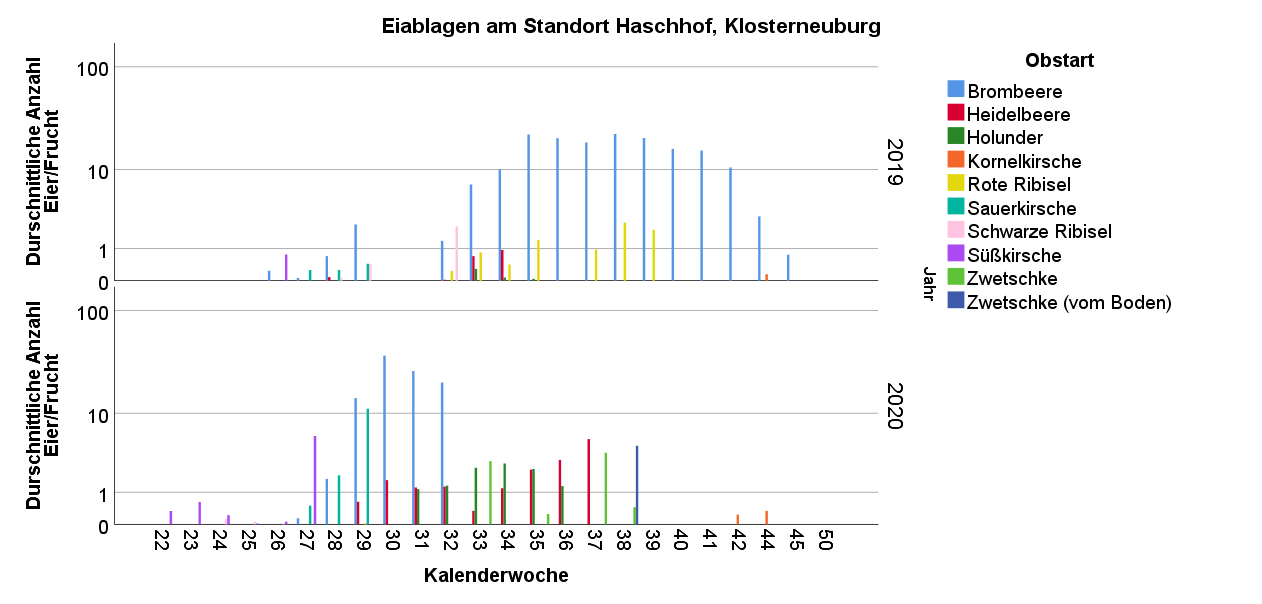 Eiablagen am Standort Haschhof, Klosterneuburg
Durschnittliche Anzahl
Eier/Frucht
100
10
1
0
2019
Durschnittliche Anzahl
Eier/Frucht
100
10
1
0
2020
Jahr
22 23 24 25 26 27 28 29 30 31 32 33 34 35 36 37 38 39 40 41 42 44 45 50
Kalenderwoche
Obstart
Brombeere
Heidelbeere
Holunder
Kornelkirsche
Rote Ribisel
Sauerkirsche
Schwarze Ribisel
Süßkirsche
Zwetschke
Zwetschke (vom Boden)